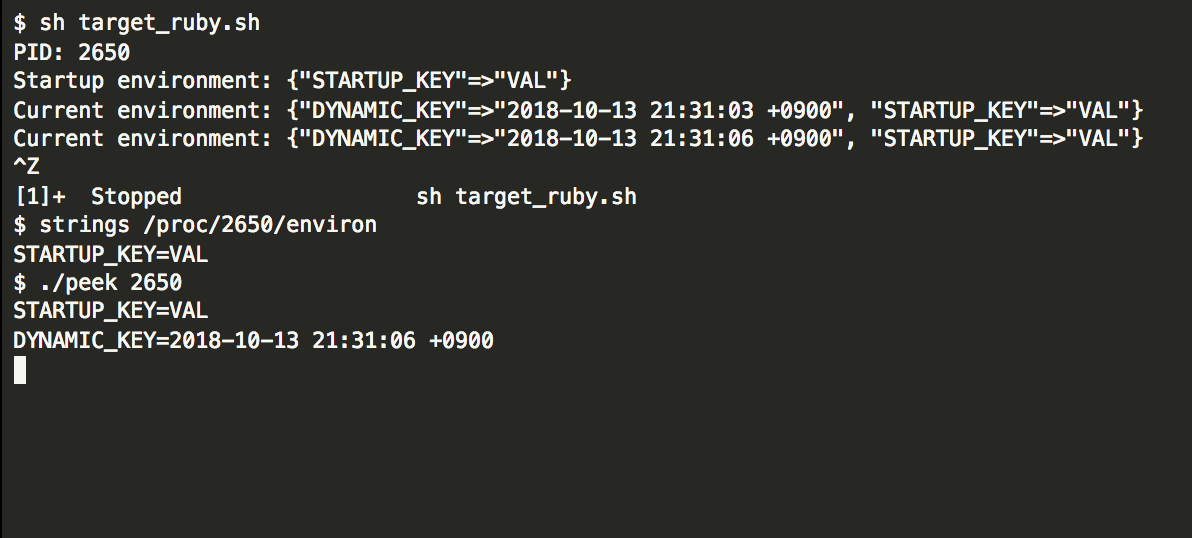 $ sh target_ruby.sh
PID: 2650
Startup environment: {"STARTUP_KEY"=>"VAL"}
Current environment: {"DYNAMIC_KEY"=>"2018-10-13 21:31:03 +0900", "STARTUP_KEY"=>"VAL"}
Current environment: {"DYNAMIC_KEY"=>"2018-10-13 21:31:06 +0900", "STARTUP_KEY"=>"VAL"}
^Z
[1]+  Stopped                  sh target_ruby.sh
$ strings /proc/2650/environ
STARTUP_KEY=VAL
$ ./peek 2650
STARTUP_KEY=VAL
DYNAMIC_KEY=2018-10-13 21:31:06 +0900